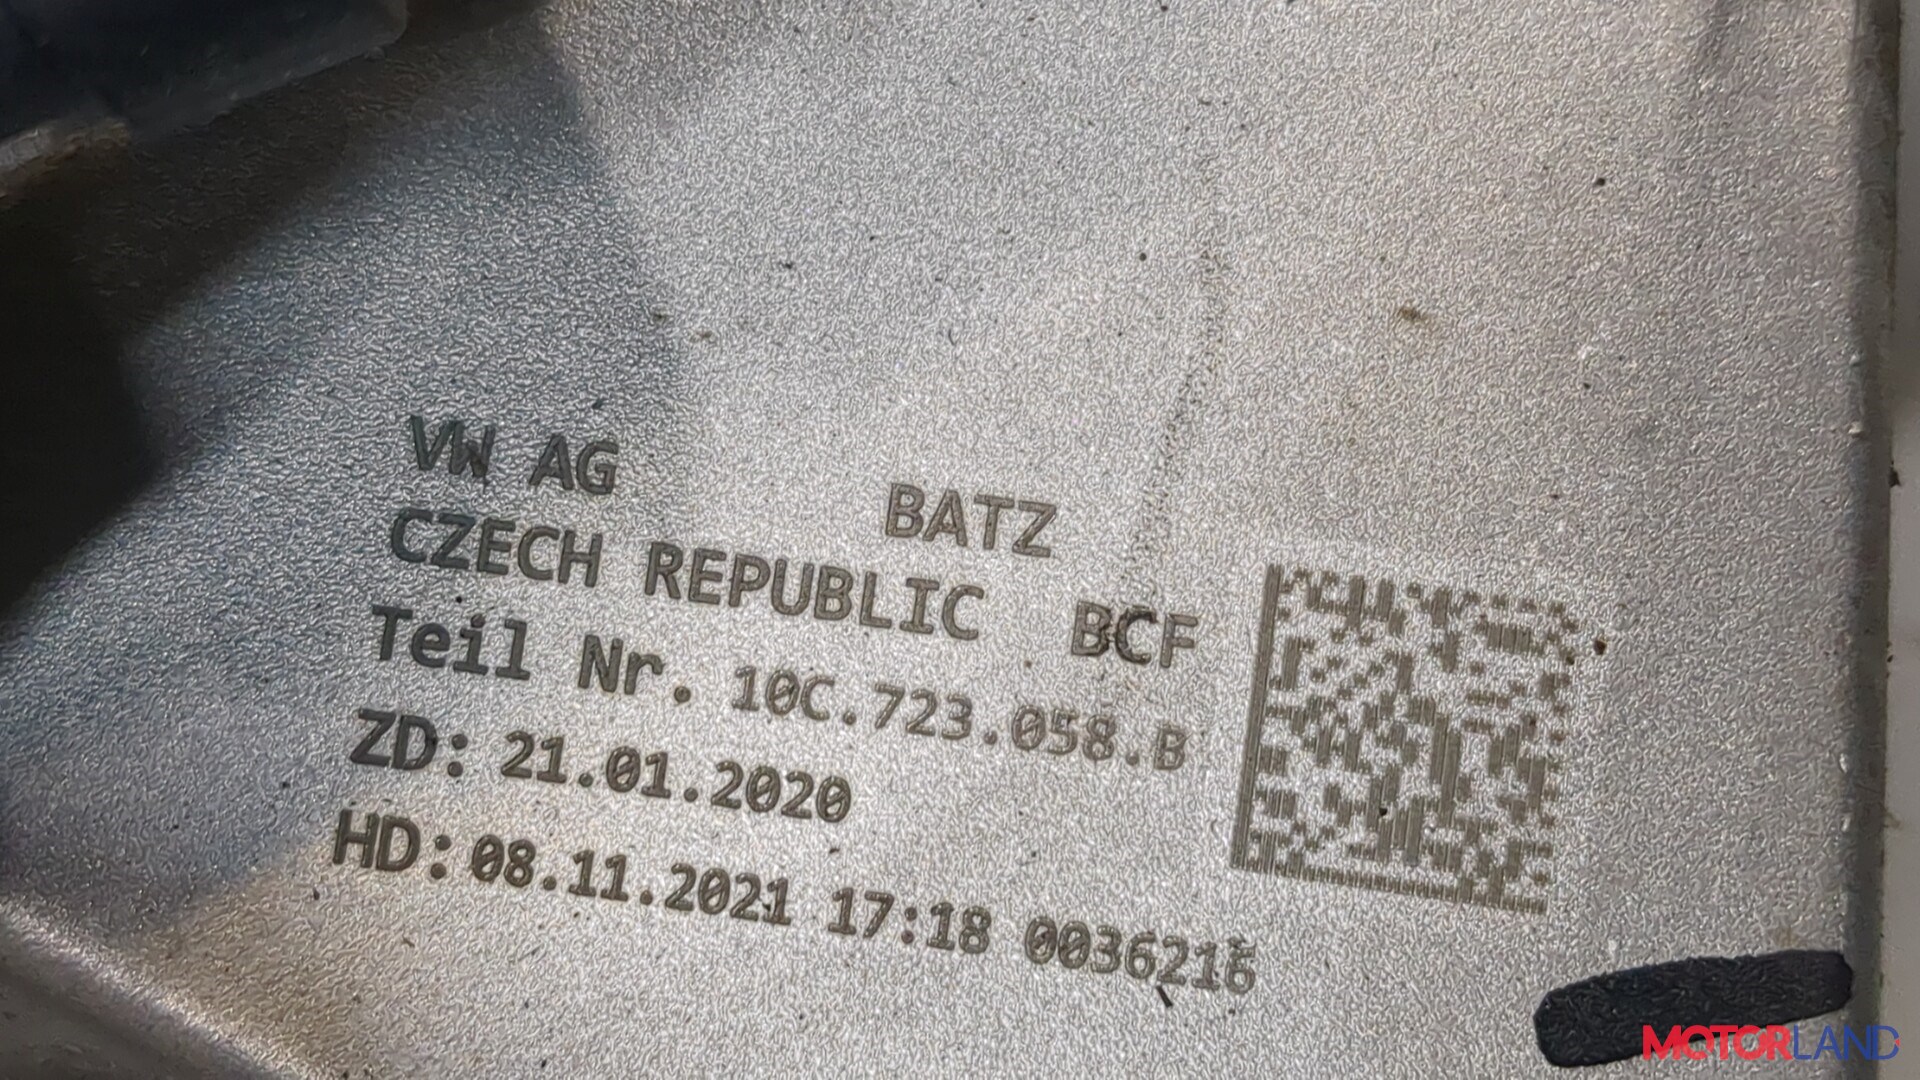 VW AG BATZ
CZECH REPUBLIC BCF
Teil Nr. 10C.723.058.B
ZD: 21.01.2020
HD: 08.11.2021 17:18 0036216
MOTORLAND